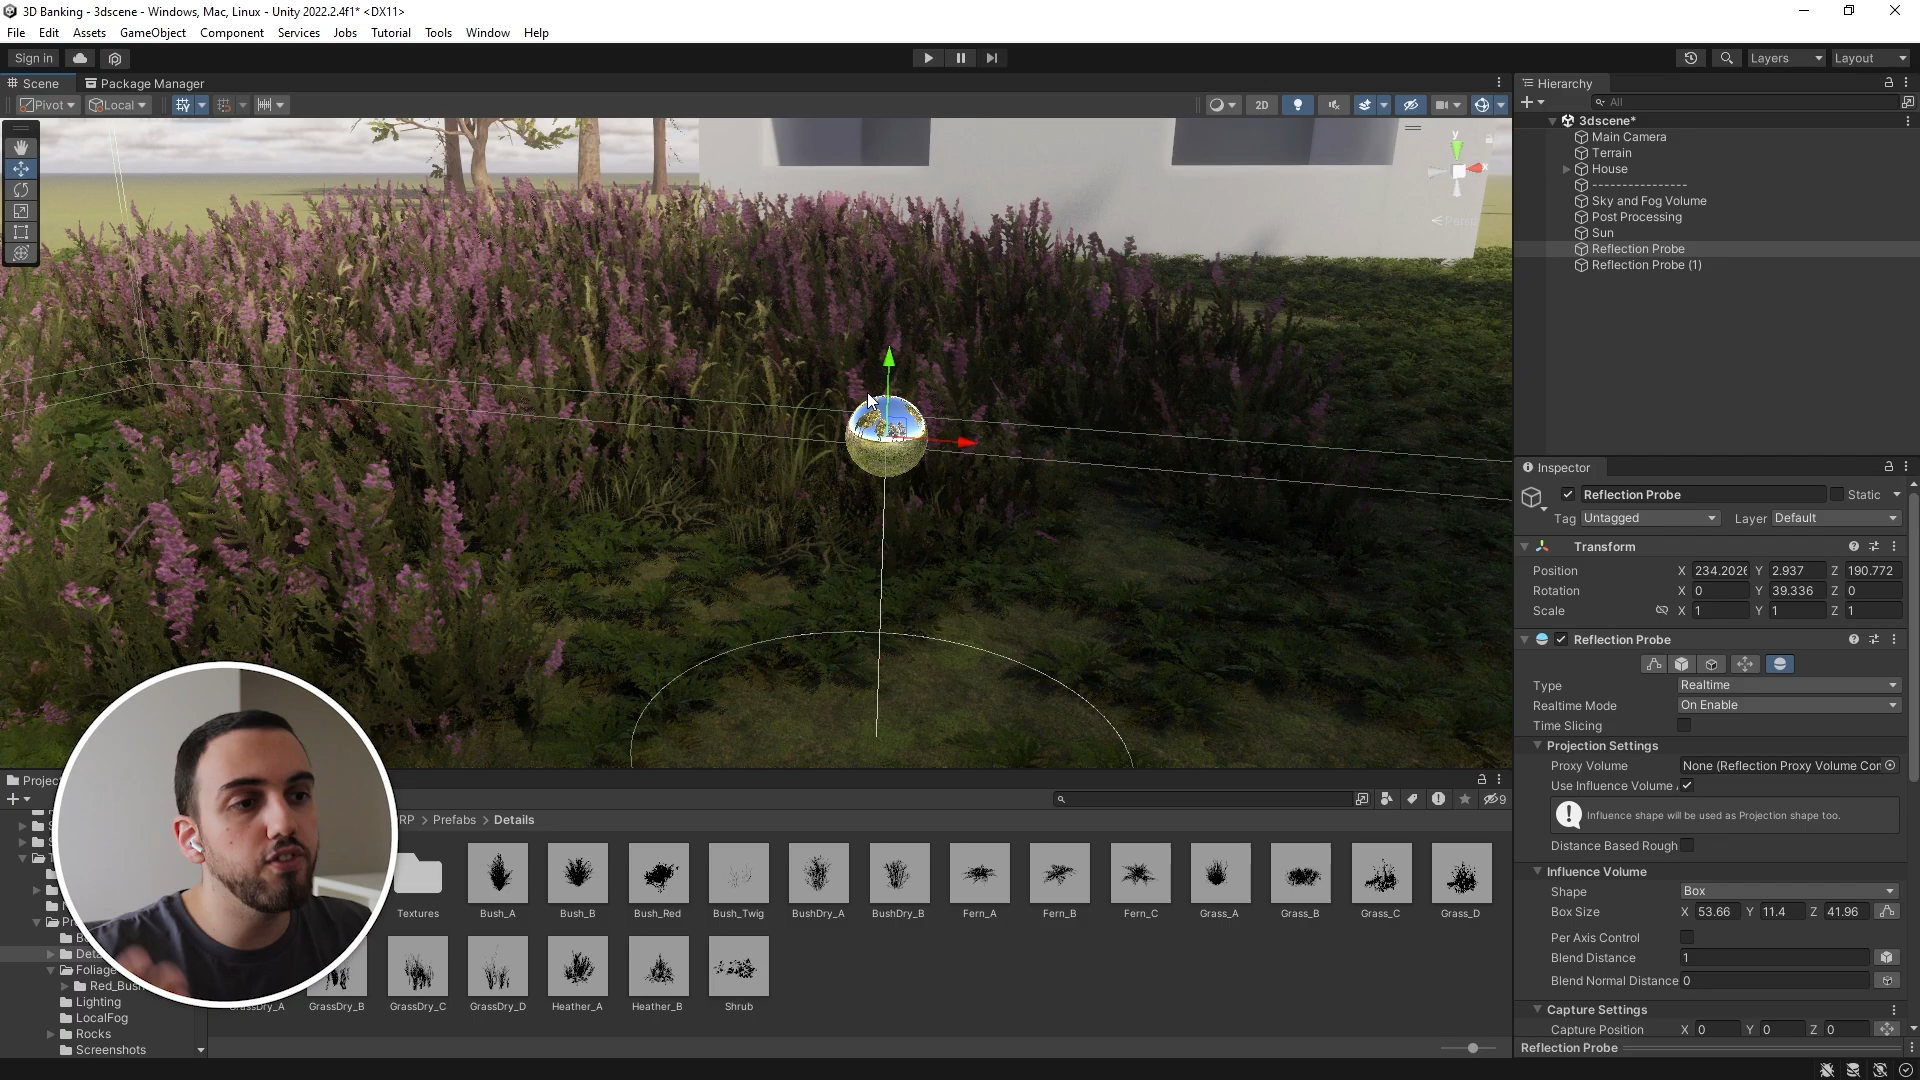 3D Banking - 3dscene - Windows, Mac, Linux - Unity 2022.2.4f1* <DX11>
File Edit Assets GameObject Component Services Jobs Tutorial Tools Window Help
Sign in
Layers
Layout
Scene
Package Manager
Pivot
Local
2D
y
x
Persp
Hierarchy
All
3dscene*
Main Camera
Terrain
House
----------------
Sky and Fog Volume
Post Processing
Sun
Reflection Probe
Reflection Probe (1)
Inspector
Reflection Probe
Static
Tag Untagged Layer Default
Transform
Position X 234.2026 Y 2.937 Z 190.772
Rotation X 0 Y 39.336 Z 0
Scale X 1 Y 1 Z 1
Reflection Probe
Type Realtime
Realtime Mode On Enable
Time Slicing
Projection Settings
Proxy Volume None (Reflection Proxy Volume Con
Use Influence Volume
Influence shape will be used as Projection shape too.
Distance Based Rough
Influence Volume
Shape Box
Box Size X 53.66 Y 11.4 Z 41.96
Per Axis Control
Blend Distance 1
Blend Normal Distance 0
Capture Settings
Capture Position X 0 Y 0 Z 0
Reflection Probe
Projec
9
RP > Prefabs > Details
Textures Bush_A Bush_B Bush_Red Bush_Twig BushDry_A BushDry_B Fern_A Fern_B Fern_C Grass_A Grass_B Grass_C Grass_D
GrassDry_A GrassDry_B GrassDry_C GrassDry_D Heather_A Heather_B Shrub
Deta
Foliage
Red_Bush
Lighting
LocalFog
Rocks
Screenshots